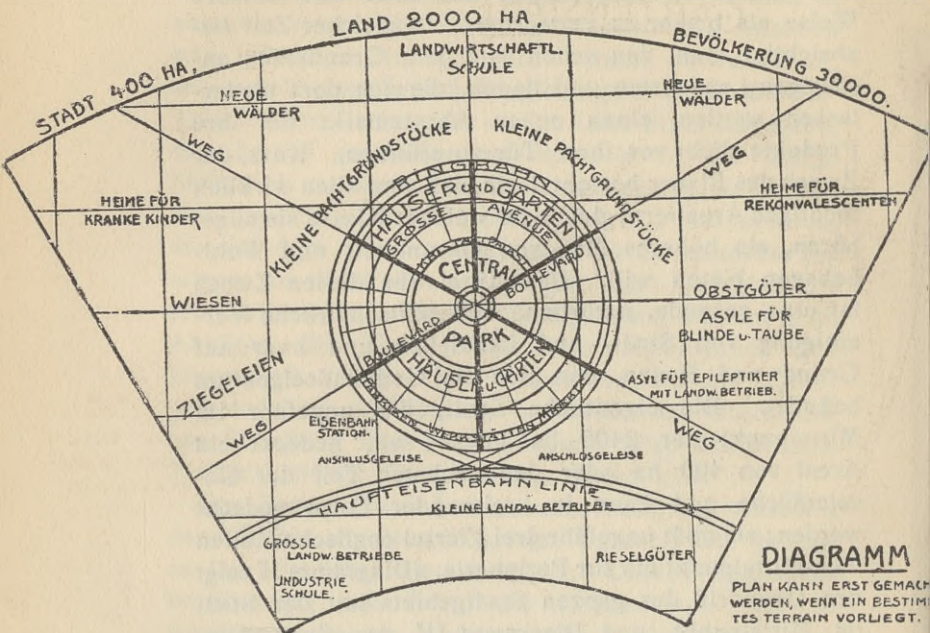 STADT 400 HA.
LAND 2000 HA.
BEVÖLKERUNG 30000.
LANDWIRTSCHAFTL.
SCHULE
NEUE
WÄLDER
NEUE
WÄLDER
WEG
WEG
KLEINE PACHTGRUNDSTÜCKE
KLEINE PACHTGRUNDSTÜCKE
HEIME FÜR
KRANKE KINDER
HEIME FÜR
REKONVALESCENTEN
RINGBAHN
HÄUSER UND GÄRTEN
GROSSE AVENUE
CENTRAL
PARK
BOULEVARD
BOULEVARD
HÄUSER U. GÄRTEN
WIESEN
OBSTGÜTER
ASYLE FÜR
BLINDE U. TAUBE
ZIEGELEIEN
ASYL FÜR EPILEPTIKER
MIT LANDW. BETRIEB.
WERKSTÄTTEN
WEG
WEG
EISENBAHN
STATION.
ANSCHLUSGELEISE
ANSCHLUSGELEISE
HAUPTEISENBAHNLINIE
KLEINE LANDW. BETRIEBE
GROSSE
LANDW. BETRIEBE
RIESELGÜTER
INDUSTRIE
SCHULE.
DIAGRAMM
PLAN KANN ERST GEMACH
WERDEN, WENN EIN BESTIM
TES TERRAIN VORLIEGT.